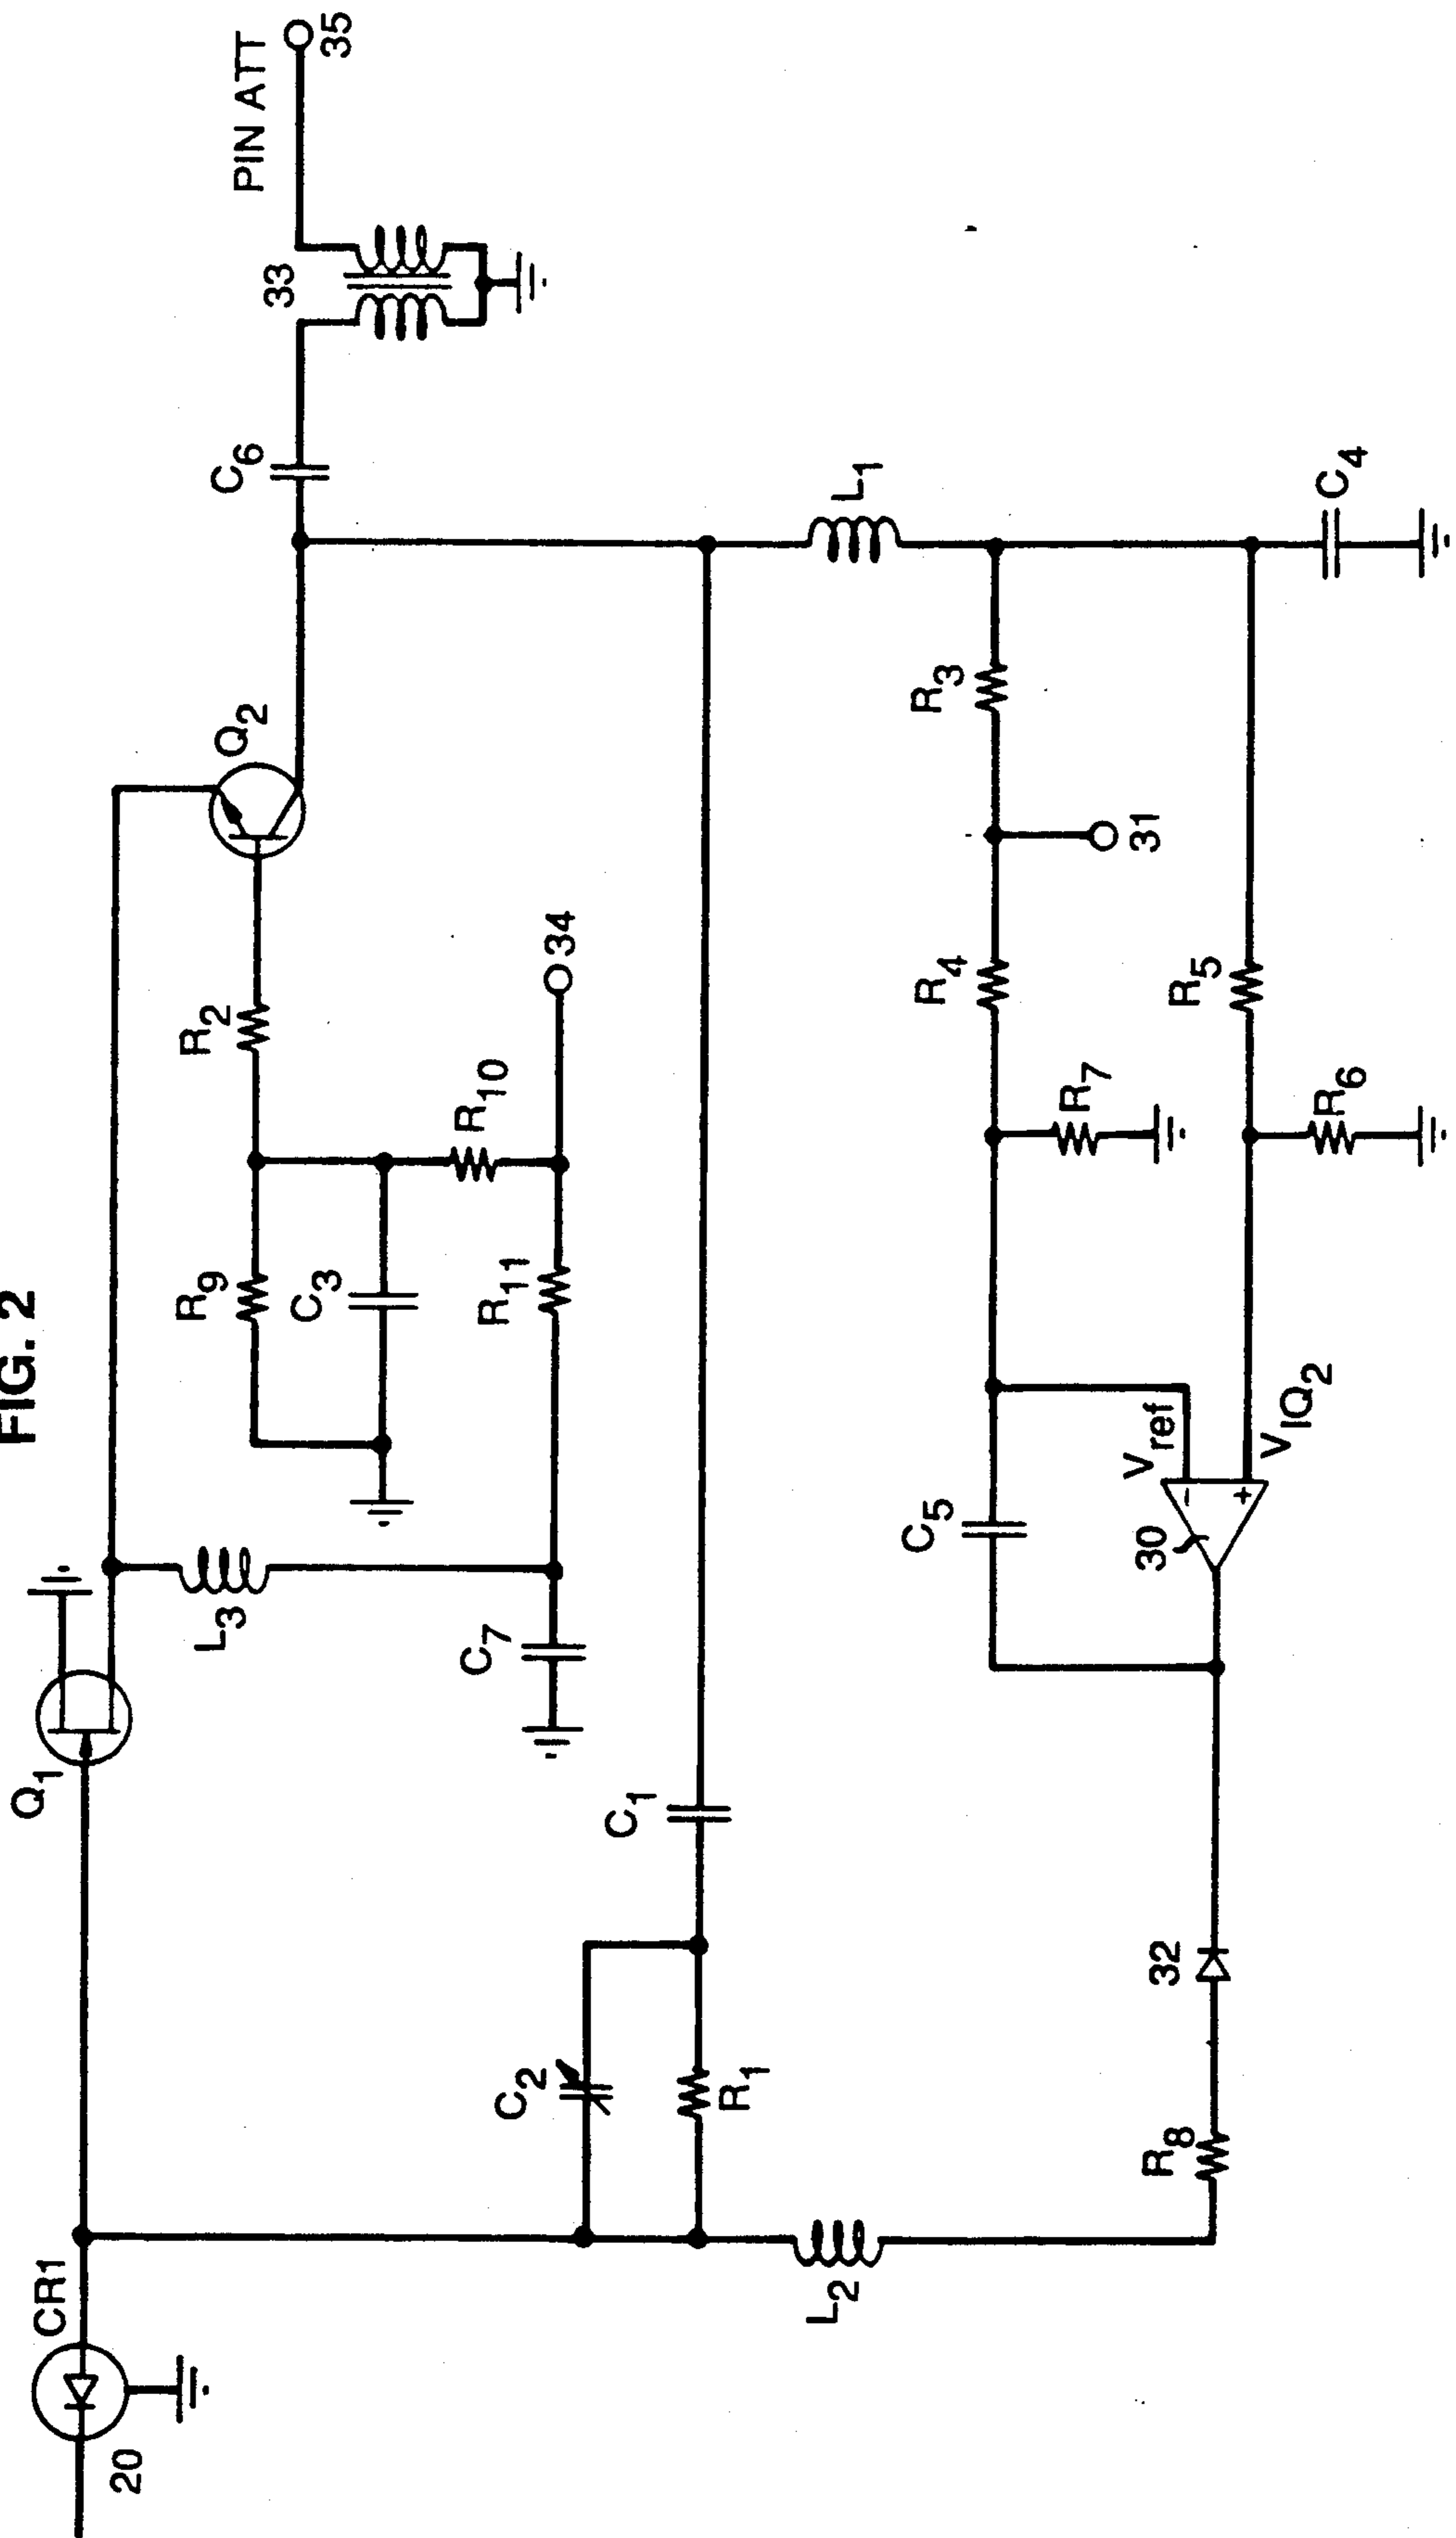 FIG. 2
CR1
20
Q1
L3
C7
R9
C3
R11
R10
34
R2
Q2
C6
33
PIN ATT
35
C2
R1
C1
L1
L2
R8
32
30
C5
Vref
VIQ2
-
+
R7
R6
R4
R5
31
R3
C4